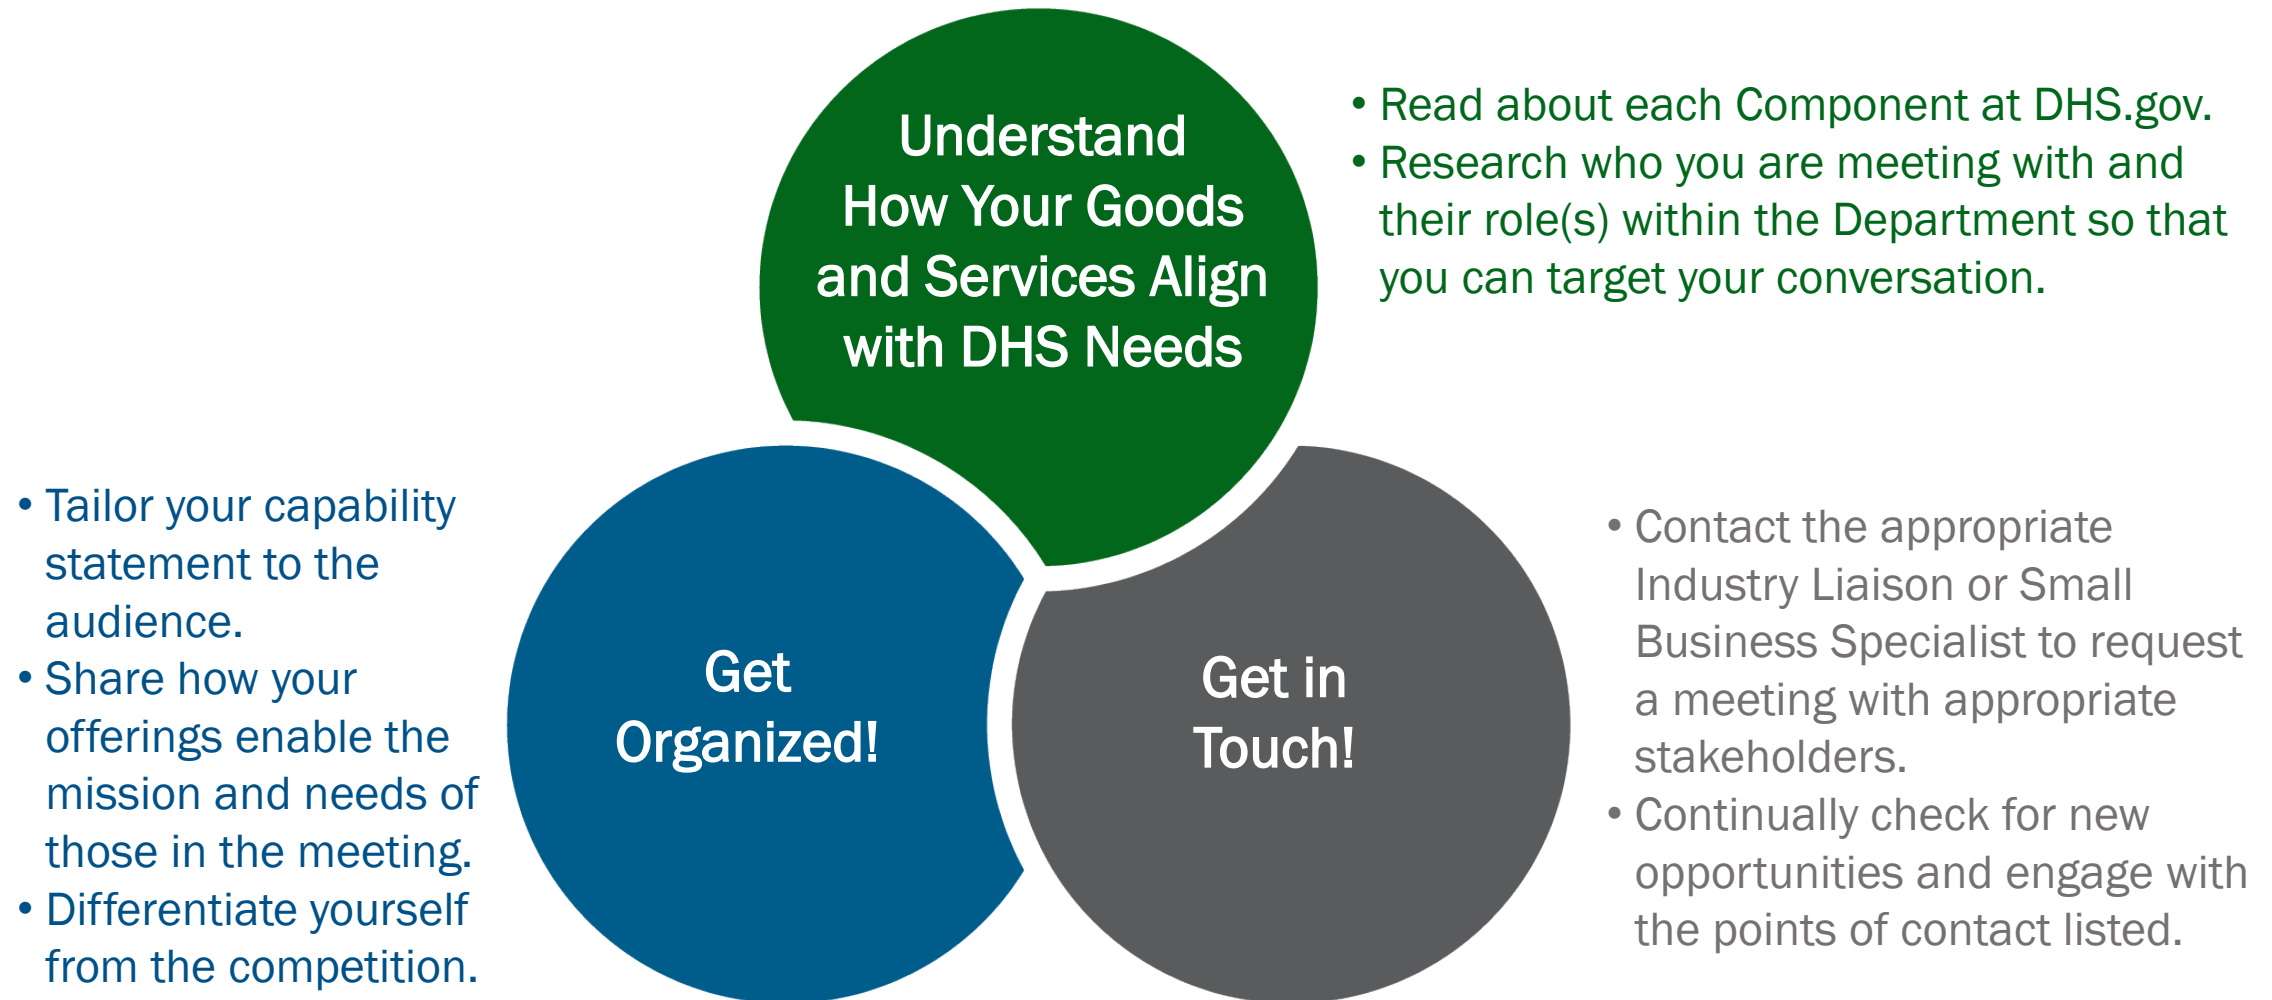 Understand
How Your Goods
and Services Align
with DHS Needs
• Read about each Component at DHS.gov.
• Research who you are meeting with and
their role(s) within the Department so that
you can target your conversation.
• Tailor your capability
statement to the
audience.
• Share how your
offerings enable the
mission and needs of
those in the meeting.
• Differentiate yourself
from the competition.
Get
Organized!
Get in
Touch!
• Contact the appropriate
Industry Liaison or Small
Business Specialist to request
a meeting with appropriate
stakeholders.
• Continually check for new
opportunities and engage with
the points of contact listed.